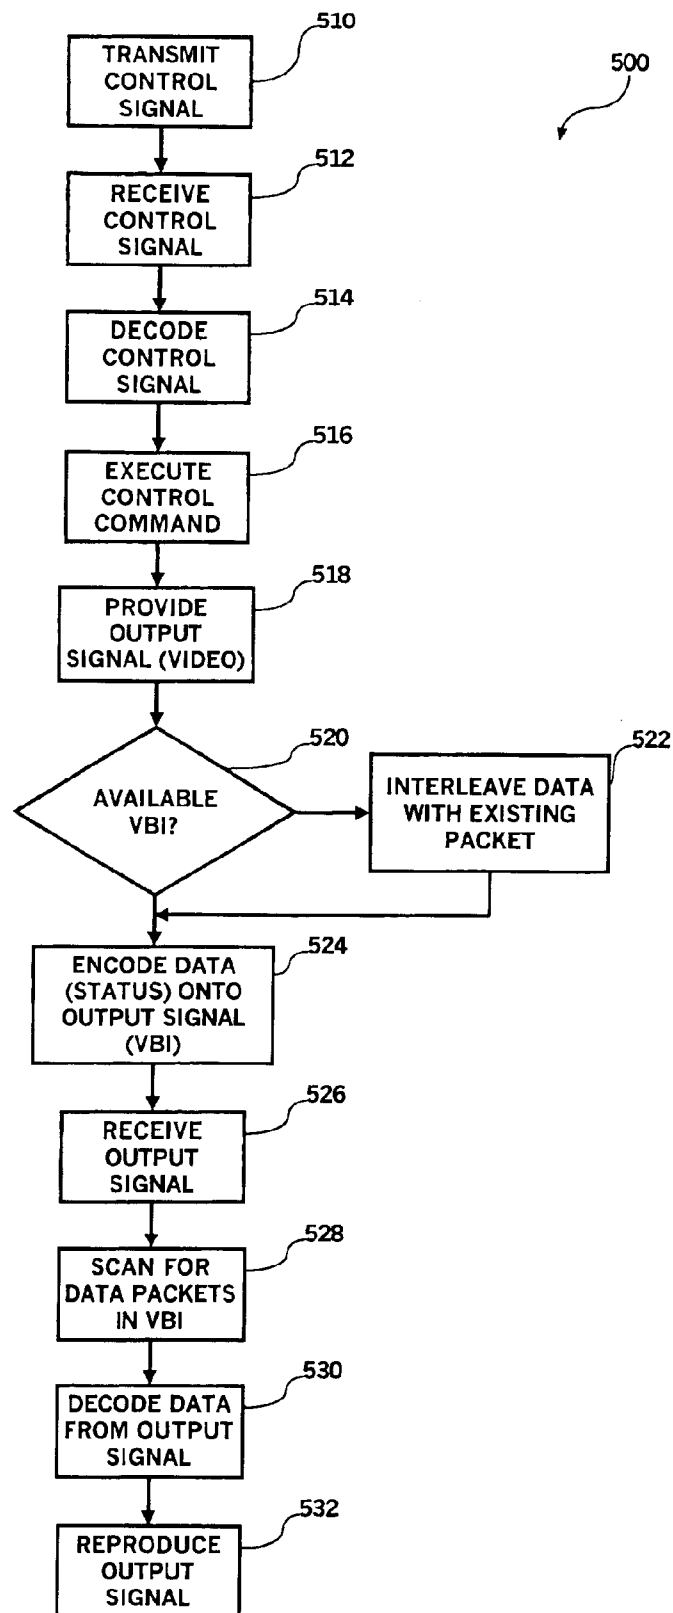 510
TRANSMIT
CONTROL
SIGNAL
500
512
RECEIVE
CONTROL
SIGNAL
514
DECODE
CONTROL
SIGNAL
516
EXECUTE
CONTROL
COMMAND
518
PROVIDE
OUTPUT
SIGNAL (VIDEO)
520
AVAILABLE
VBI?
522
INTERLEAVE DATA
WITH EXISTING
PACKET
524
ENCODE DATA
(STATUS) ONTO
OUTPUT SIGNAL
(VBI)
526
RECEIVE
OUTPUT
SIGNAL
528
SCAN FOR
DATA PACKETS
IN VBI
530
DECODE DATA
FROM OUTPUT
SIGNAL
532
REPRODUCE
OUTPUT
SIGNAL